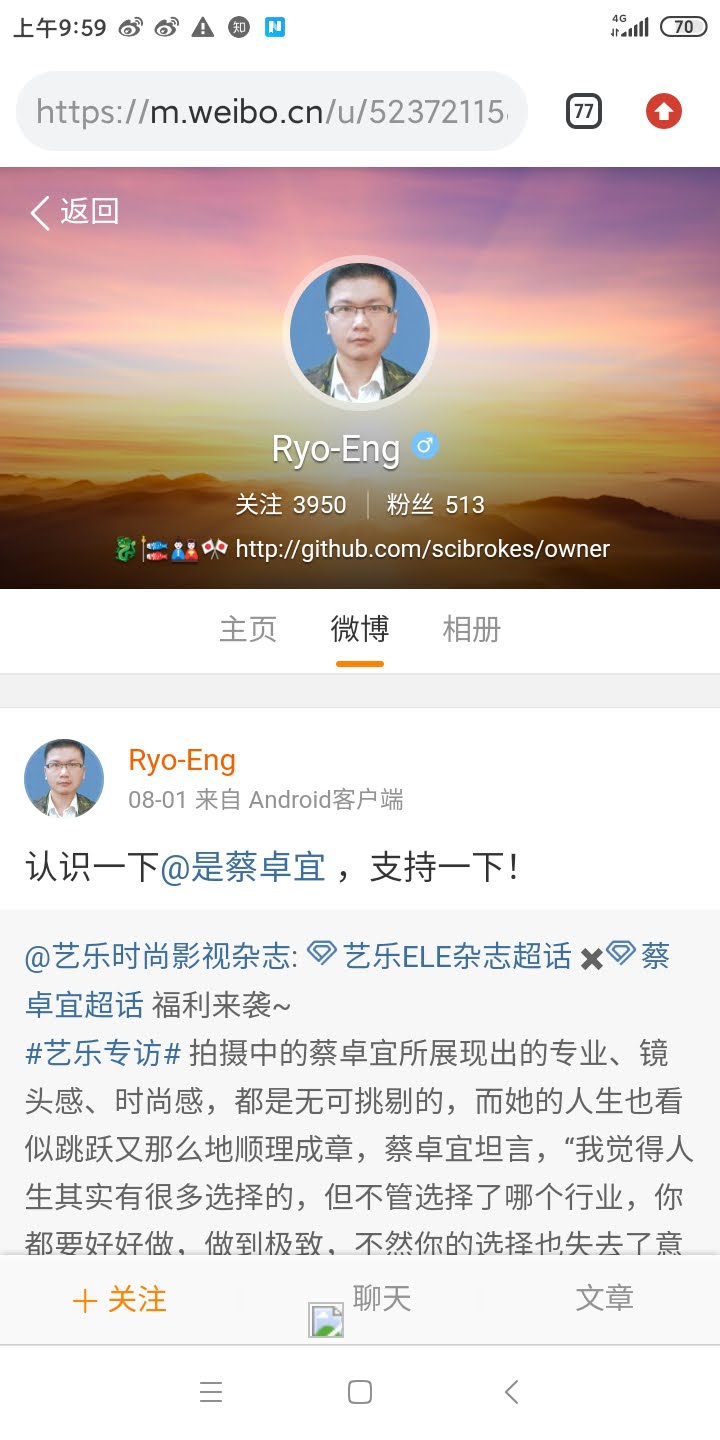 上午9:59 知 N 4G 70
https://m.weibo.cn/u/52372115
77
返回
Ryo-Eng
关注 3950 | 粉丝 513
🐉🎏🎎🎌 http://github.com/scibrokes/owner
主页 微博 相册
Ryo-Eng
08-01 来自 Android客户端
认识一下@是蔡卓宜 ，支持一下！
@艺乐时尚影视杂志: 艺乐ELE杂志超话 ✖蔡
卓宜超话 福利来袭~
#艺乐专访# 拍摄中的蔡卓宜所展现出的专业、镜
头感、时尚感，都是无可挑剔的，而她的人生也看
似跳跃又那么地顺理成章，蔡卓宜坦言，“我觉得人
生其实有很多选择的，但不管选择了哪个行业，你
都要好好做，做到极致，不然你的选择也失去了意
+ 关注 聊天 文章